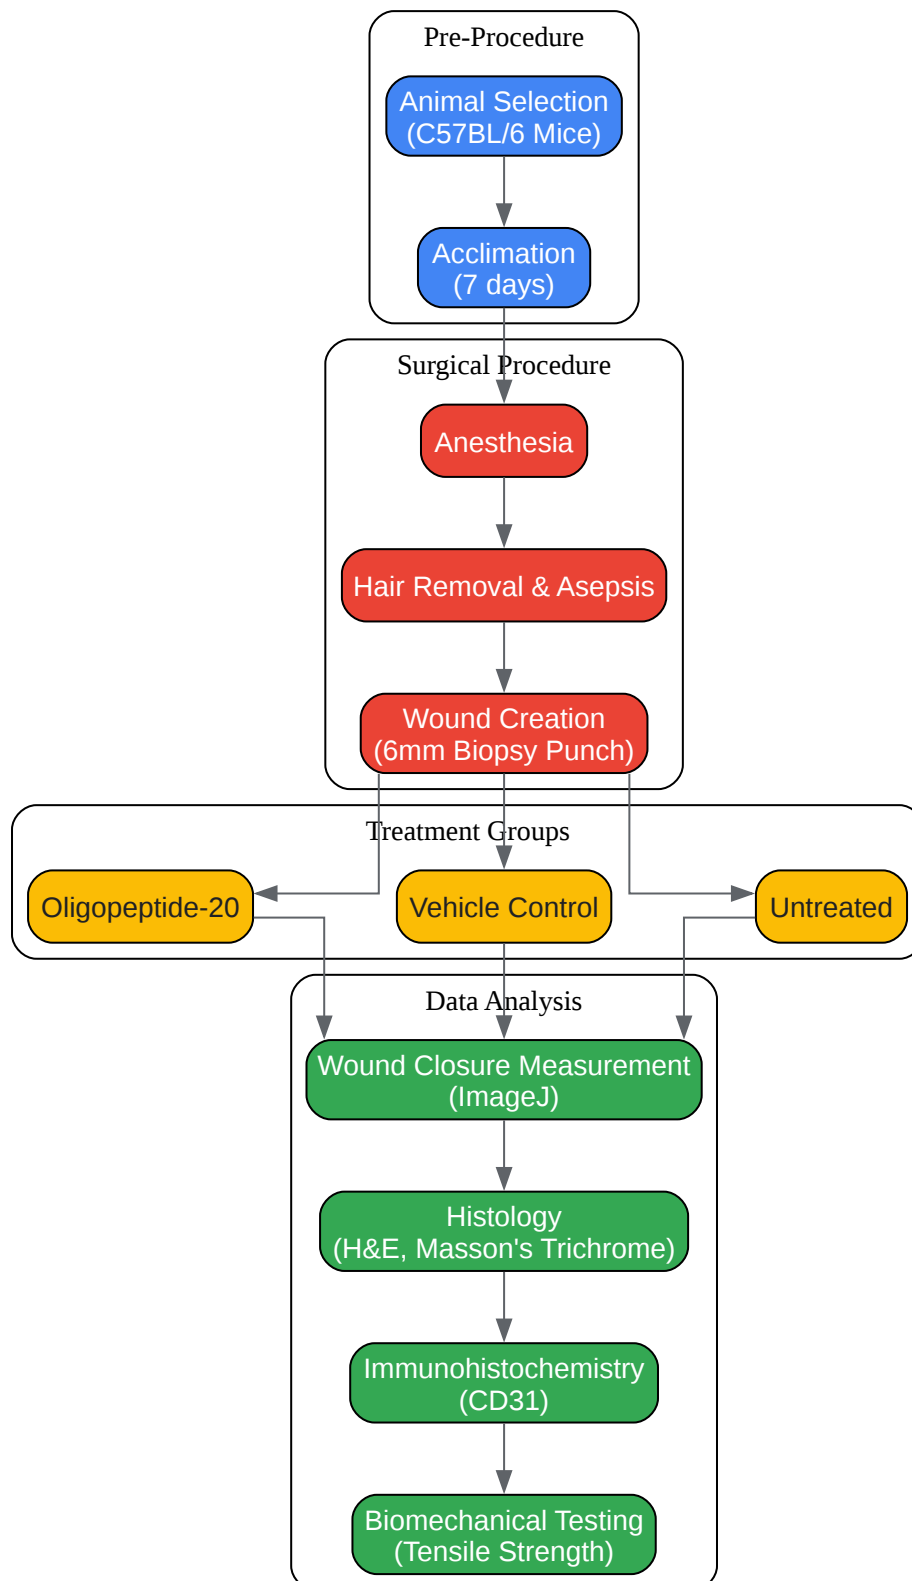 Pre-Procedure
Animal Selection
(C57BL/6 Mice)
Acclimation
(7 days)
Surgical Procedure
Anesthesia
Hair Removal & Asepsis
Wound Creation
(6mm Biopsy Punch)
Treatment Groups
Oligopeptide-20
Vehicle Control
Untreated
Data Analysis
Wound Closure Measurement
(ImageJ)
Histology
(H&E, Masson's Trichrome)
Immunohistochemistry
(CD31)
Biomechanical Testing
(Tensile Strength)